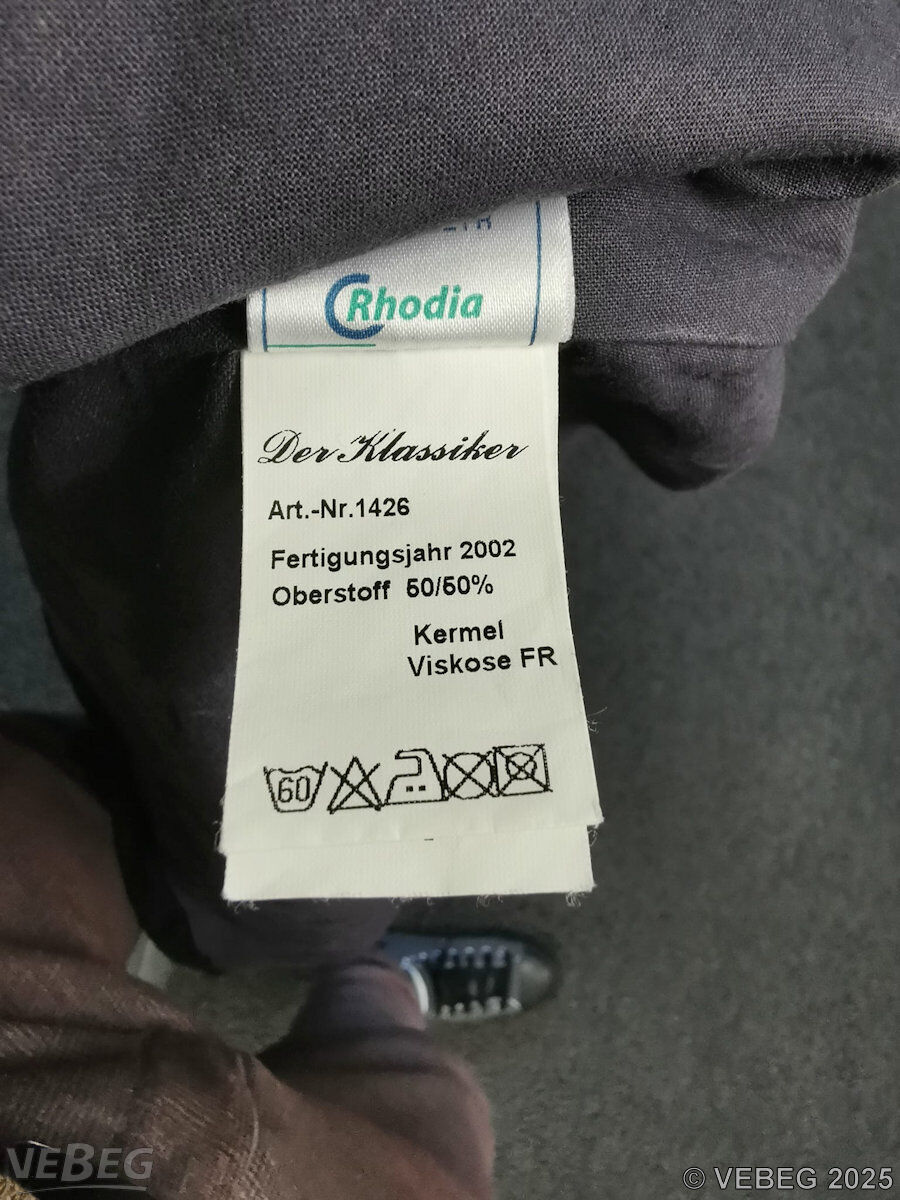 Rhodia
Der Klassiker
Art.-Nr.1426
Fertigungsjahr 2002
Oberstoff 50/50%
Kermel
Viskose FR
60
VEBEG
© VEBEG 2025